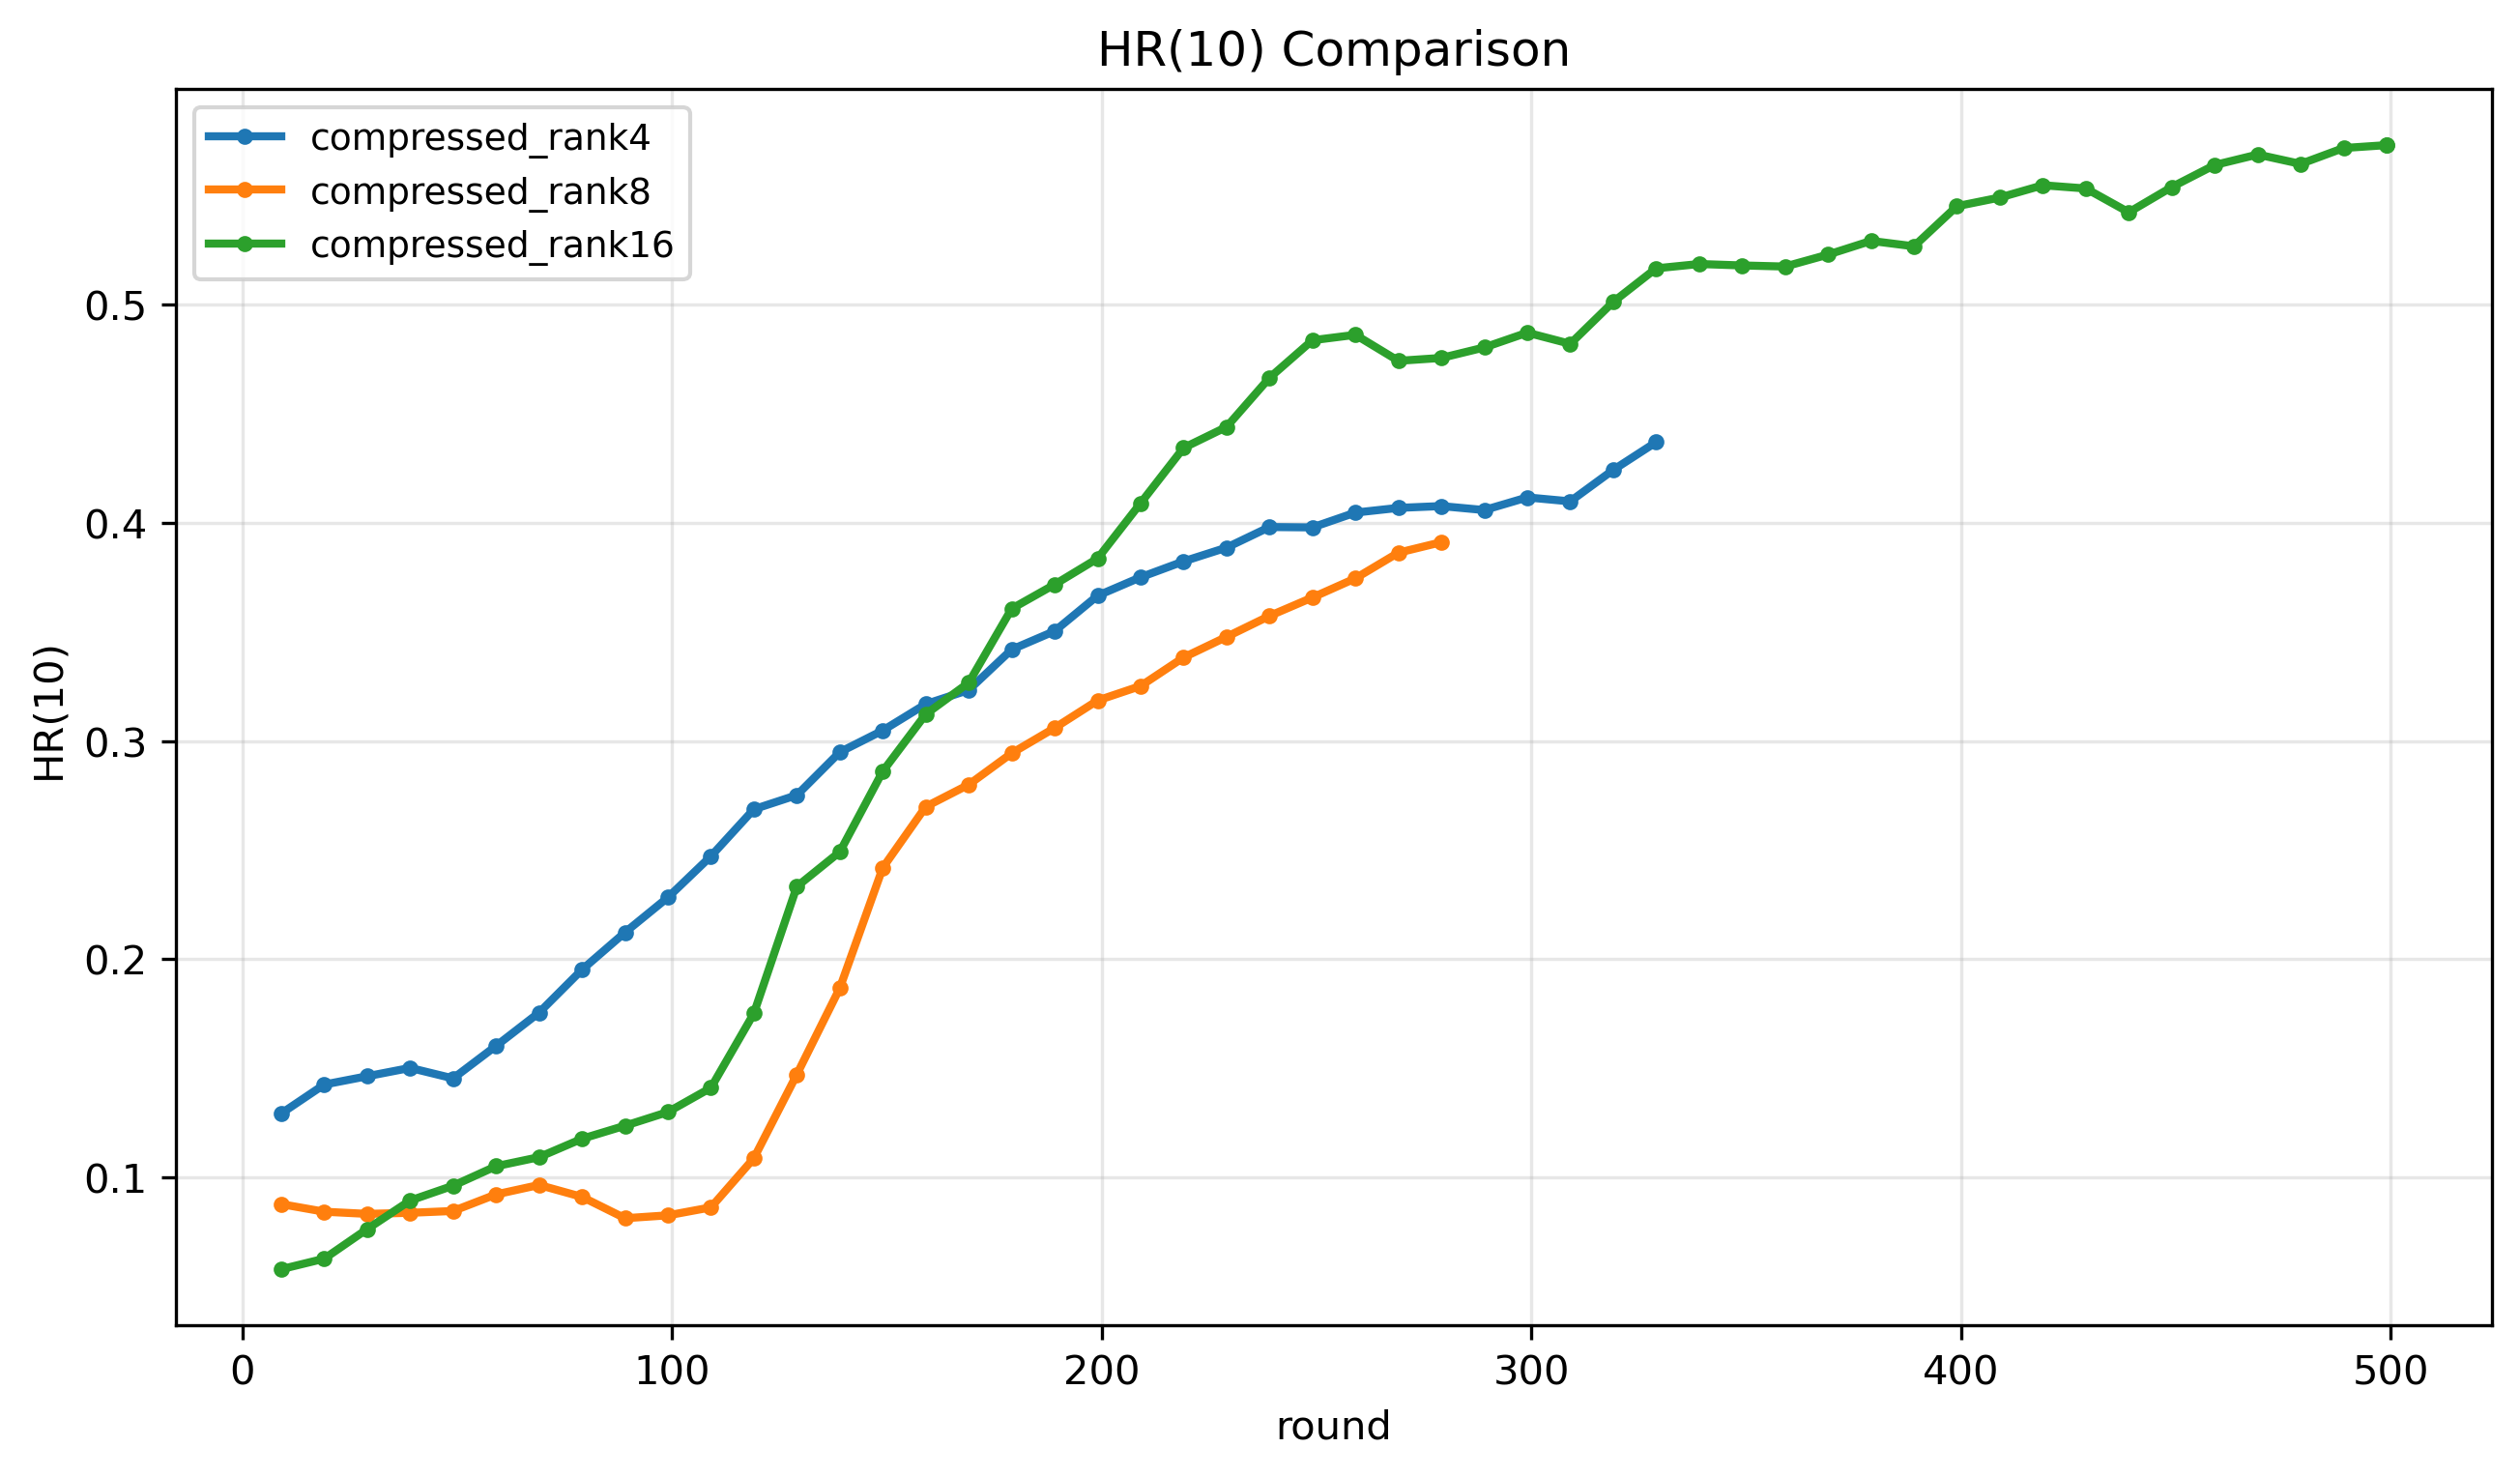 HR(10) Comparison
compressed_rank4
compressed_rank8
compressed_rank16
HR(10)
0.5
0.4
0.3
0.2
0.1
0 100 200 300 400 500
round